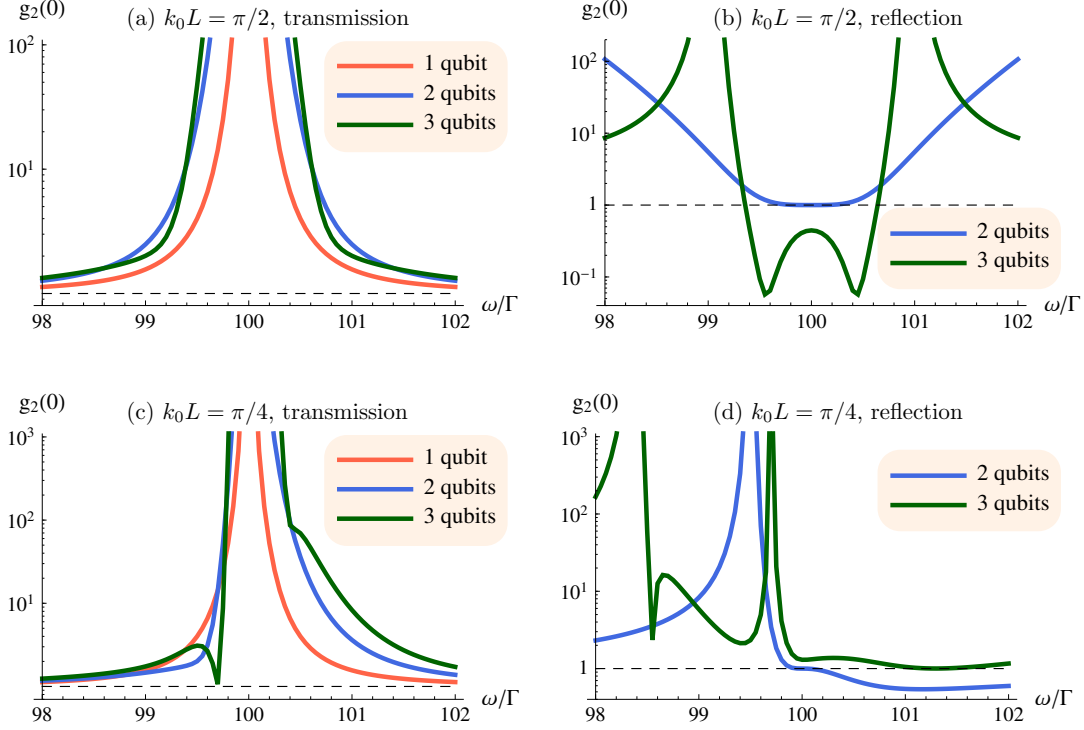 g₂(0)
(a) k₀L = π/2, transmission
10²
10¹
1 qubit
2 qubits
3 qubits
98 99 100 101 102
ω/Γ
(b) k₀L = π/2, reflection
10²
10¹
1
10⁻¹
2 qubits
3 qubits
98 99 100 101 102
ω/Γ
g₂(0)
(c) k₀L = π/4, transmission
10³
10²
10¹
1 qubit
2 qubits
3 qubits
98 99 100 101 102
ω/Γ
g₂(0)
(d) k₀L = π/4, reflection
10³
10²
10¹
1
2 qubits
3 qubits
98 99 100 101 102
ω/Γ